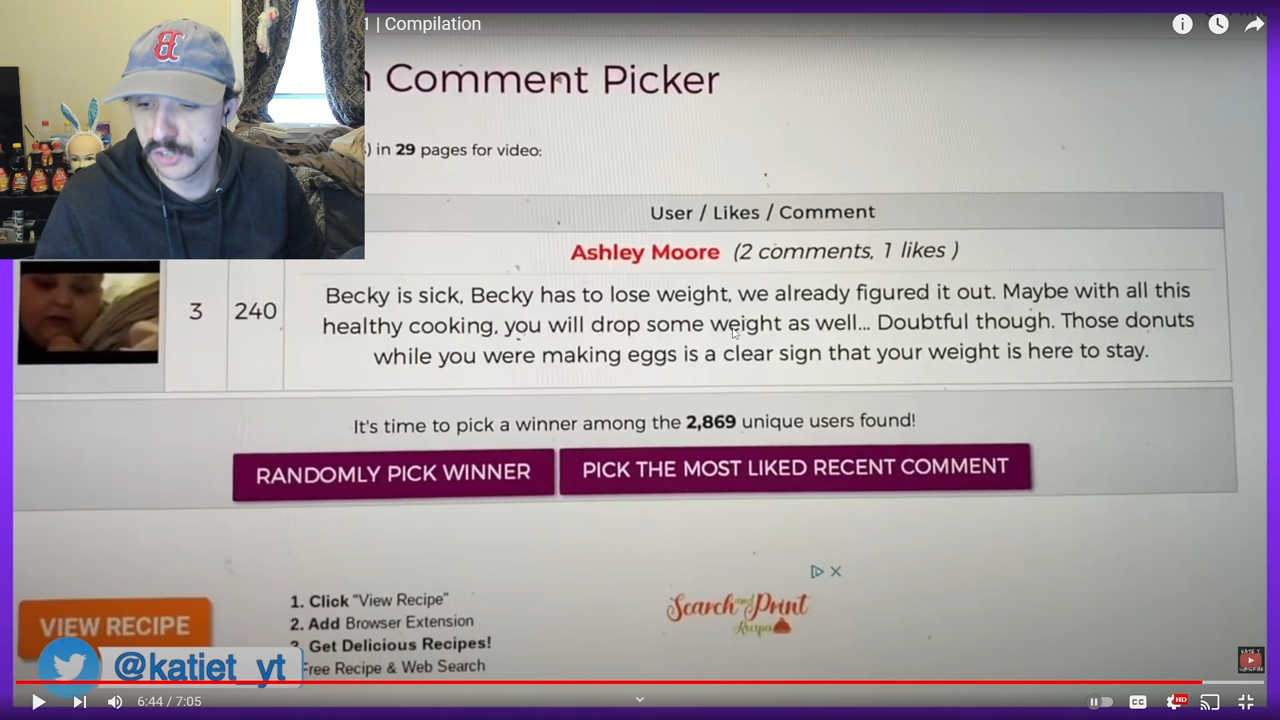 1 | Compilation
Comment Picker
) in 29 pages for video:
User / Likes / Comment
Ashley Moore (2 comments, 1 likes )
3
240
Becky is sick, Becky has to lose weight, we already figured it out. Maybe with all this
healthy cooking, you will drop some weight as well... Doubtful though. Those donuts
while you were making eggs is a clear sign that your weight is here to stay.
It's time to pick a winner among the 2,869 unique users found!
RANDOMLY PICK WINNER
PICK THE MOST LIKED RECENT COMMENT
VIEW RECIPE
1. Click "View Recipe"
2. Add Browser Extension
Get Delicious Recipes!
Free Recipe & Web Search
Search and Print
Recipes
@katiet_yt
6:44 / 7:05
CC
HD